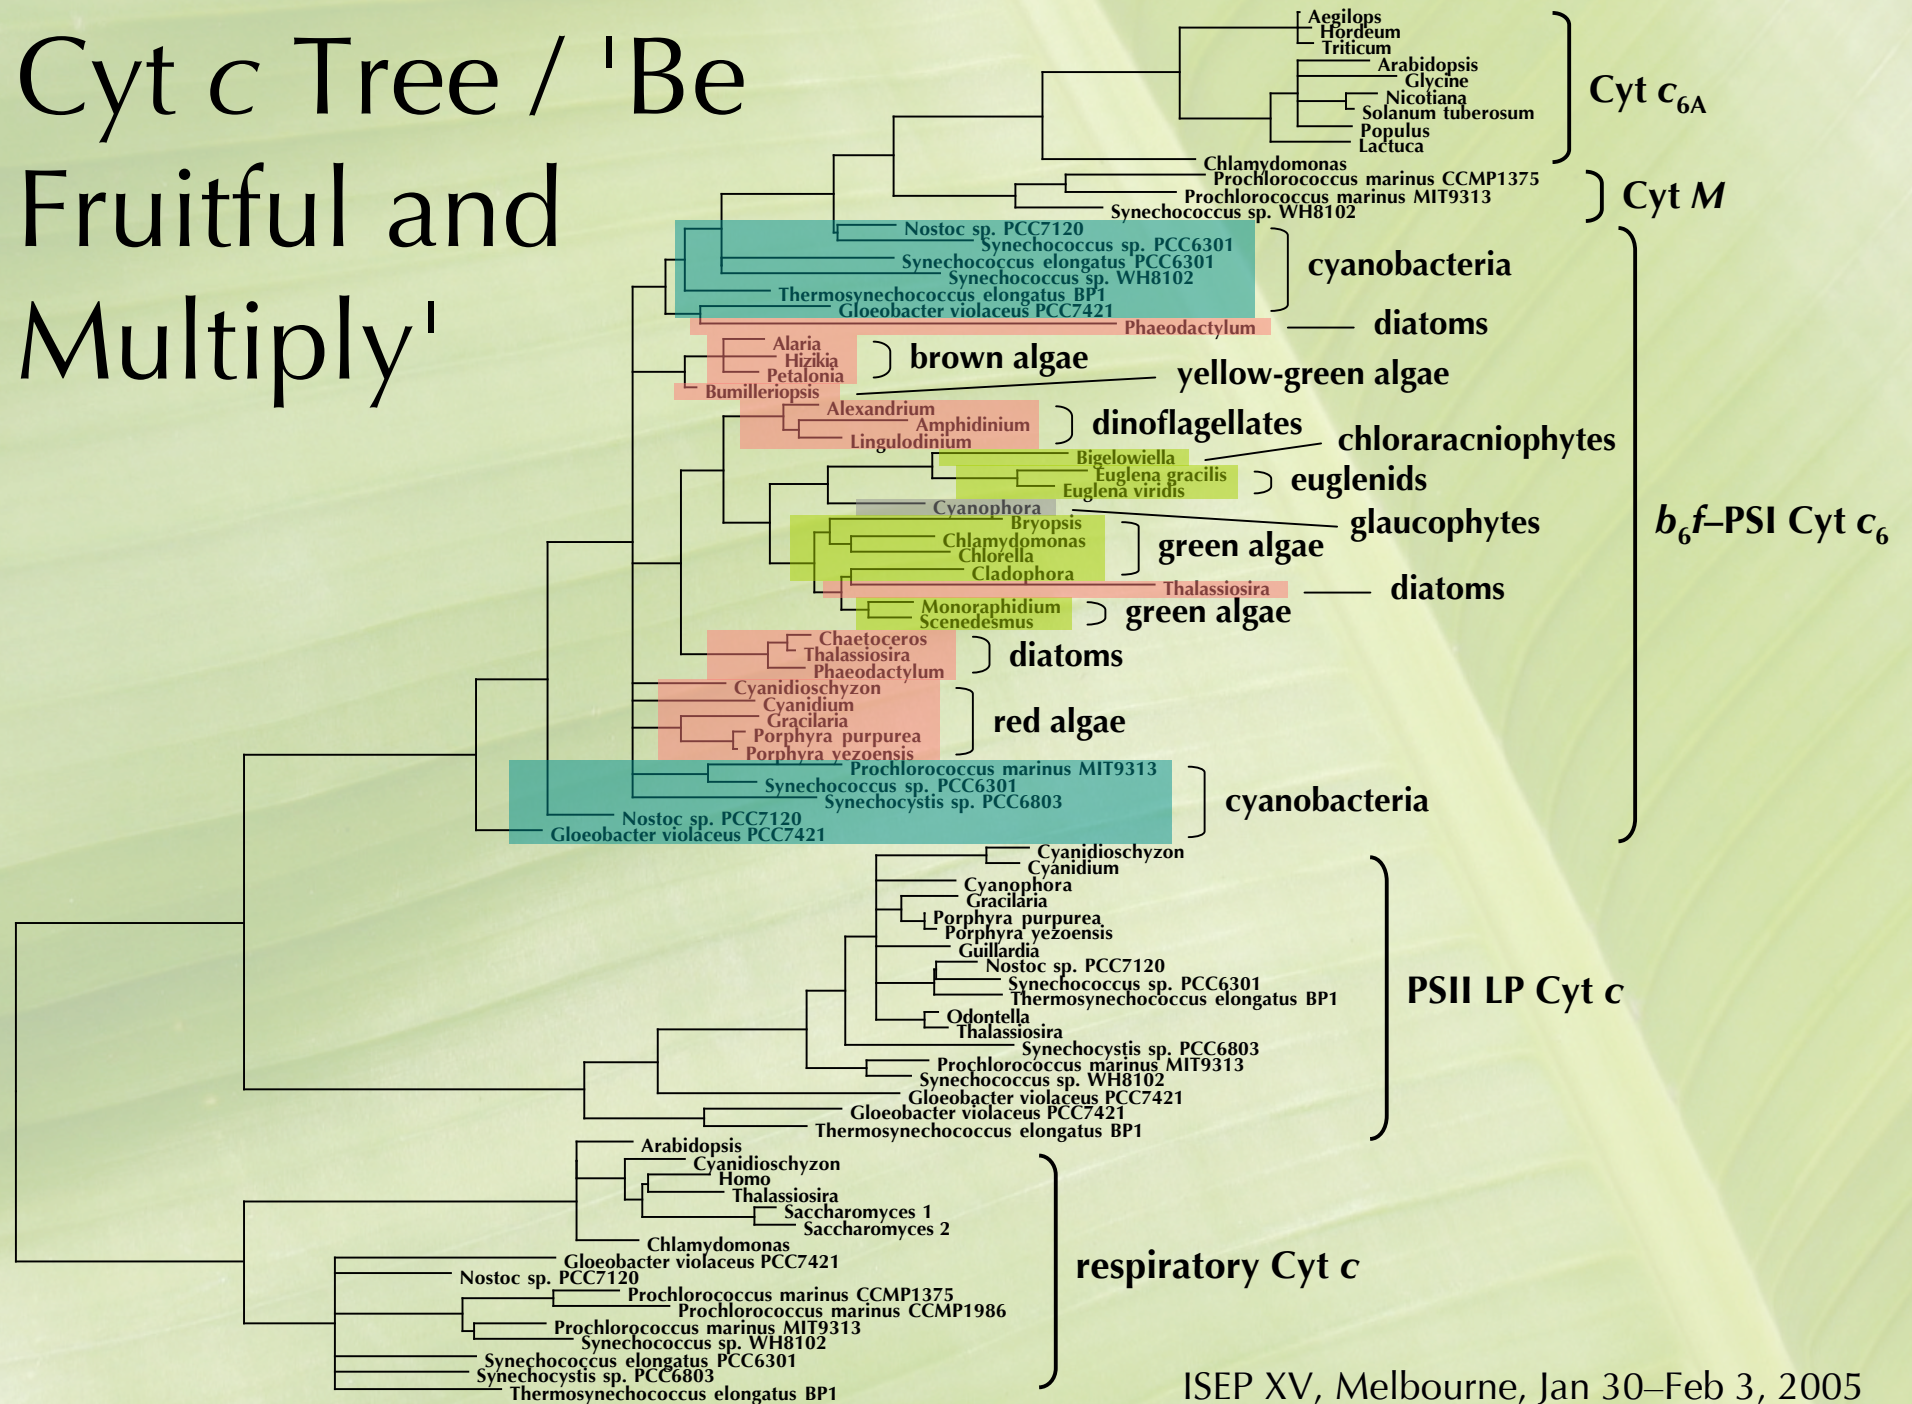 Cyt c Tree / 'Be
Fruitful and
Multiply'
Aegilops
Hordeum
Triticum
Arabidopsis
Glycine
Nicotiana
Solanum tuberosum
Populus
Lactuca
Chlamydomonas
Cyt c6A
Prochlorococcus marinus CCMP1375
Prochlorococcus marinus MIT9313
Synechococcus sp. WH8102
Cyt M
Nostoc sp. PCC7120
Synechococcus sp. PCC6301
Synechococcus elongatus PCC6301
Synechococcus sp. WH8102
Thermosynechococcus elongatus BP1
Gloeobacter violaceus PCC7421
cyanobacteria
Phaeodactylum
diatoms
Alaria
Hizikia
Petalonia
brown algae
Bumilleriopsis
yellow-green algae
Alexandrium
Amphidinium
Lingulodinium
dinoflagellates
Bigelowiella
chloraracniophytes
Euglena gracilis
Euglena viridis
euglenids
Cyanophora
glaucophytes
Bryopsis
Chlamydomonas
Chlorella
Cladophora
green algae
Thalassiosira
diatoms
Monoraphidium
Scenedesmus
green algae
Chaetoceros
Thalassiosira
Phaeodactylum
diatoms
Cyanidioschyzon
Cyanidium
Gracilaria
Porphyra purpurea
Porphyra yezoensis
red algae
Prochlorococcus marinus MIT9313
Synechococcus sp. PCC6301
Synechocystis sp. PCC6803
Nostoc sp. PCC7120
Gloeobacter violaceus PCC7421
cyanobacteria
b6f–PSI Cyt c6
Cyanidioschyzon
Cyanidium
Cyanophora
Gracilaria
Porphyra purpurea
Porphyra yezoensis
Guillardia
Nostoc sp. PCC7120
Synechococcus sp. PCC6301
Thermosynechococcus elongatus BP1
Odontella
Thalassiosira
Synechocystis sp. PCC6803
Prochlorococcus marinus MIT9313
Synechococcus sp. WH8102
Gloeobacter violaceus PCC7421
Gloeobacter violaceus PCC7421
Thermosynechococcus elongatus BP1
PSII LP Cyt c
Arabidopsis
Cyanidioschyzon
Homo
Thalassiosira
Saccharomyces 1
Saccharomyces 2
Chlamydomonas
Gloeobacter violaceus PCC7421
Nostoc sp. PCC7120
Prochlorococcus marinus CCMP1375
Prochlorococcus marinus CCMP1986
Prochlorococcus marinus MIT9313
Synechococcus sp. WH8102
Synechococcus elongatus PCC6301
Synechocystis sp. PCC6803
Thermosynechococcus elongatus BP1
respiratory Cyt c
ISEP XV, Melbourne, Jan 30–Feb 3, 2005